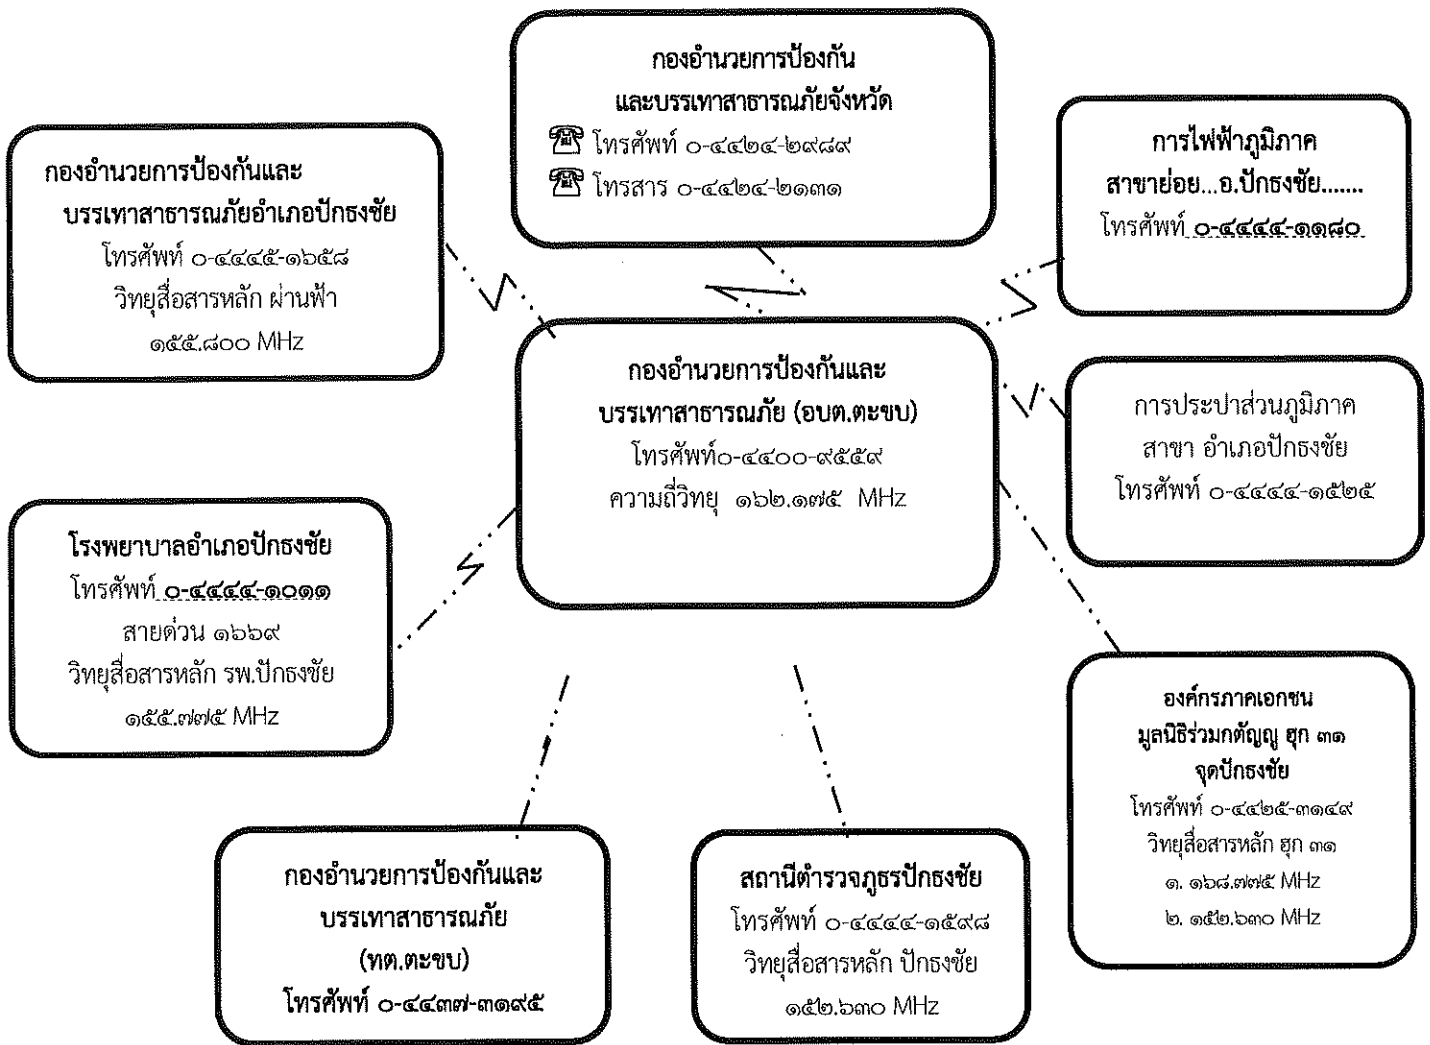 กองอำนวยการป้องกัน
และบรรเทาสาธารณภัยจังหวัด
โทรศัพท์ ๐-๔๔๒๔-๒๙๘๙
โทรสาร ๐-๔๔๒๔-๒๑๓๑
กองอำนวยการป้องกันและ
บรรเทาสาธารณภัยอำเภอปักธงชัย
โทรศัพท์ ๐-๔๔๔๕-๑๖๕๘
วิทยุสื่อสารหลัก ผ่านฟ้า
๑๕๕.๘๐๐ MHz
การไฟฟ้าภูมิภาค
สาขาย่อย...อ.ปักธงชัย.......
โทรศัพท์ ๐-๔๔๔๔-๑๑๘๐
กองอำนวยการป้องกันและ
บรรเทาสาธารณภัย (อบต.ตะขบ)
โทรศัพท์๐-๔๔๐๐-๙๕๕๙
ความถี่วิทยุ ๑๖๒.๑๗๕ MHz
การประปาส่วนภูมิภาค
สาขา อำเภอปักธงชัย
โทรศัพท์ ๐-๔๔๔๔-๑๕๒๕
โรงพยาบาลอำเภอปักธงชัย
โทรศัพท์ ๐-๔๔๔๔-๑๐๑๑
สายด่วน ๑๖๖๙
วิทยุสื่อสารหลัก รพ.ปักธงชัย
๑๕๕.๗๗๕ MHz
องค์กรภาคเอกชน
มูลนิธิร่วมกตัญญู ฮุก ๓๑
จุดปักธงชัย
โทรศัพท์ ๐-๔๔๒๕-๓๑๔๙
วิทยุสื่อสารหลัก ฮุก ๓๑
๑. ๑๖๘.๗๗๕ MHz
๒. ๑๕๒.๖๓๐ MHz
กองอำนวยการป้องกันและ
บรรเทาสาธารณภัย
(ทต.ตะขบ)
โทรศัพท์ ๐-๔๔๓๗-๓๑๙๕
สถานีตำรวจภูธรปักธงชัย
โทรศัพท์ ๐-๔๔๔๔-๑๕๙๘
วิทยุสื่อสารหลัก ปักธงชัย
๑๕๒.๖๓๐ MHz